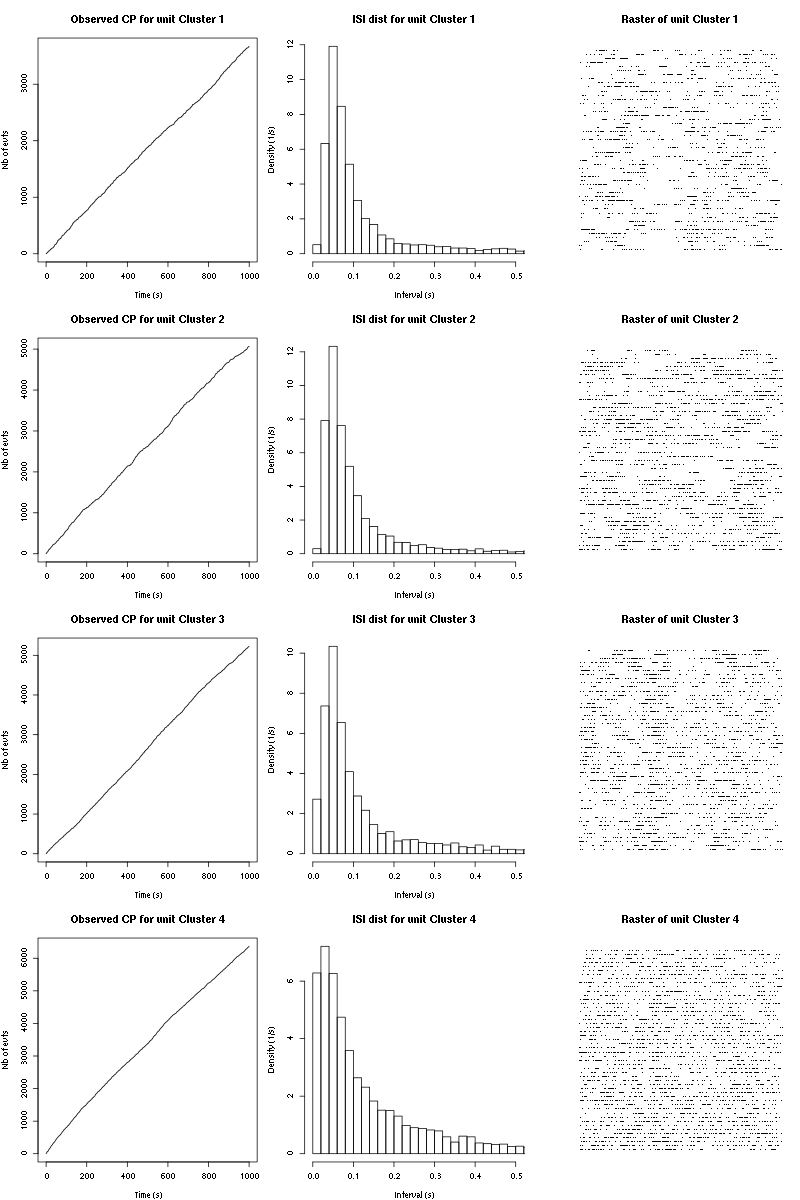 Observed CP for unit Cluster 1
ISI dist for unit Cluster 1
Raster of unit Cluster 1
Nb of evts
0 1000 2000 3000
0 200 400 600 800 1000
Time (s)
Density (1/s)
0 2 4 6 8 10 12
0.0 0.1 0.2 0.3 0.4 0.5
Interval (s)
Observed CP for unit Cluster 2
ISI dist for unit Cluster 2
Raster of unit Cluster 2
Nb of evts
0 1000 2000 3000 4000 5000
0 200 400 600 800 1000
Time (s)
Density (1/s)
0 2 4 6 8 10 12
0.0 0.1 0.2 0.3 0.4 0.5
Interval (s)
Observed CP for unit Cluster 3
ISI dist for unit Cluster 3
Raster of unit Cluster 3
Nb of evts
0 1000 2000 3000 4000 5000
0 200 400 600 800 1000
Time (s)
Density (1/s)
0 2 4 6 8 10
0.0 0.1 0.2 0.3 0.4 0.5
Interval (s)
Observed CP for unit Cluster 4
ISI dist for unit Cluster 4
Raster of unit Cluster 4
Nb of evts
0 1000 2000 3000 4000 5000 6000
0 200 400 600 800 1000
Time (s)
Density (1/s)
0 2 4 6
0.0 0.1 0.2 0.3 0.4 0.5
Interval (s)